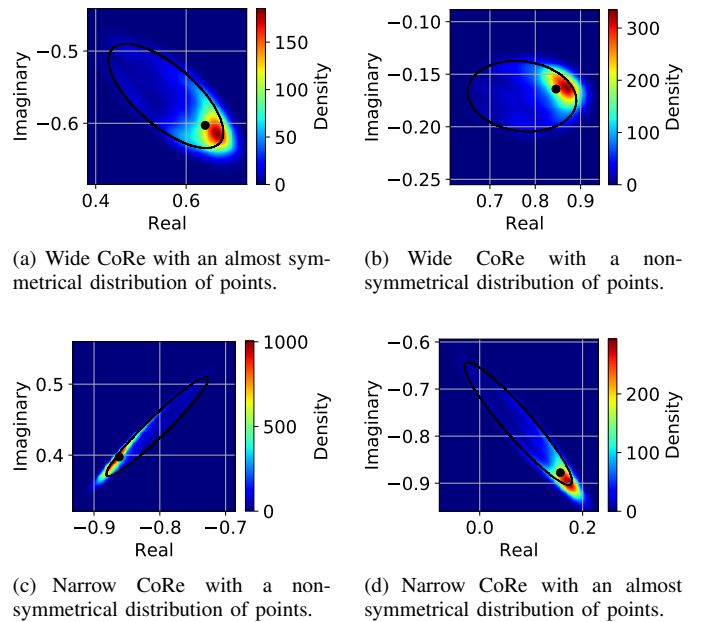 −0.5
−0.6
0.4
0.6
Imaginary
Real
150
100
50
0
Density
−0.10
−0.15
−0.20
−0.25
0.7
0.8
0.9
Imaginary
Real
300
200
100
0
Density
(a) Wide CoRe with an almost sym-
metrical distribution of points.
(b) Wide CoRe with a non-
symmetrical distribution of points.
0.5
0.4
−0.9
−0.8
−0.7
Imaginary
Real
1000
500
0
Density
−0.6
−0.7
−0.8
−0.9
0.0
0.2
Imaginary
Real
200
100
0
Density
(c) Narrow CoRe with a non-
symmetrical distribution of points.
(d) Narrow CoRe with an almost
symmetrical distribution of points.